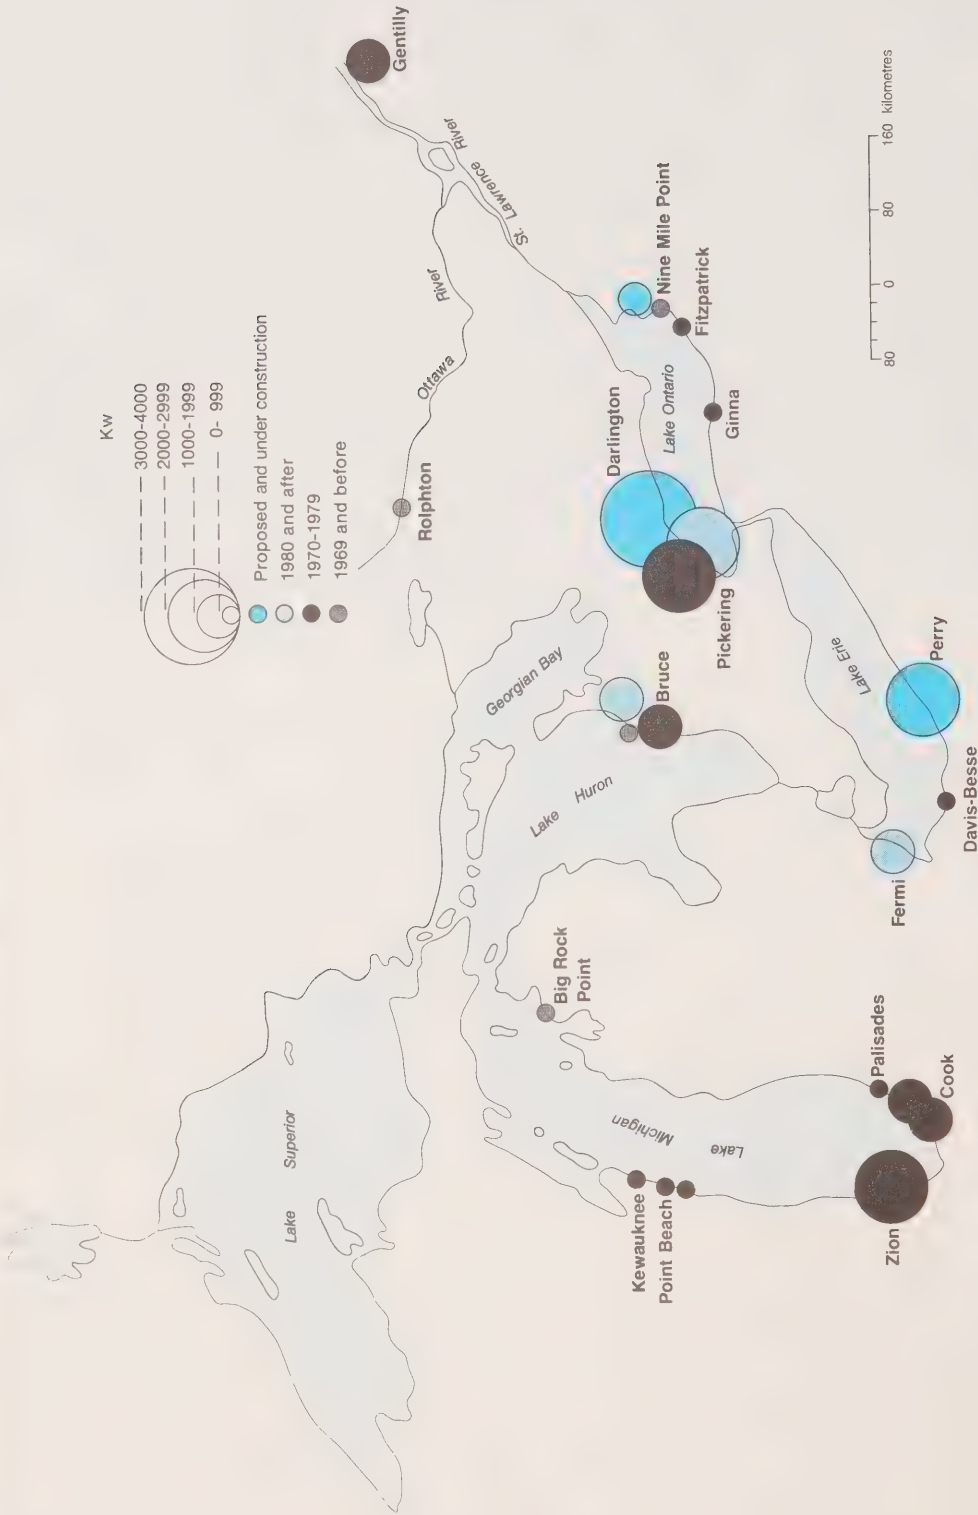 Kw
3000-4000
2000-2999
1000-1999
0- 999
Proposed and under construction
1980 and after
1970-1979
1969 and before
Gentilly
St. Lawrence River
Ottawa River
Rolphton
Nine Mile Point
Fitzpatrick
Ginna
Lake Ontario
Darlington
Pickering
Georgian Bay
Bruce
Lake Huron
Lake Erie
Perry
Davis-Besse
Fermi
Big Rock
Point
Lake Superior
Lake Michigan
Palisades
Cook
Zion
Kewauknee
Point Beach
80 0 80 160 kilometres